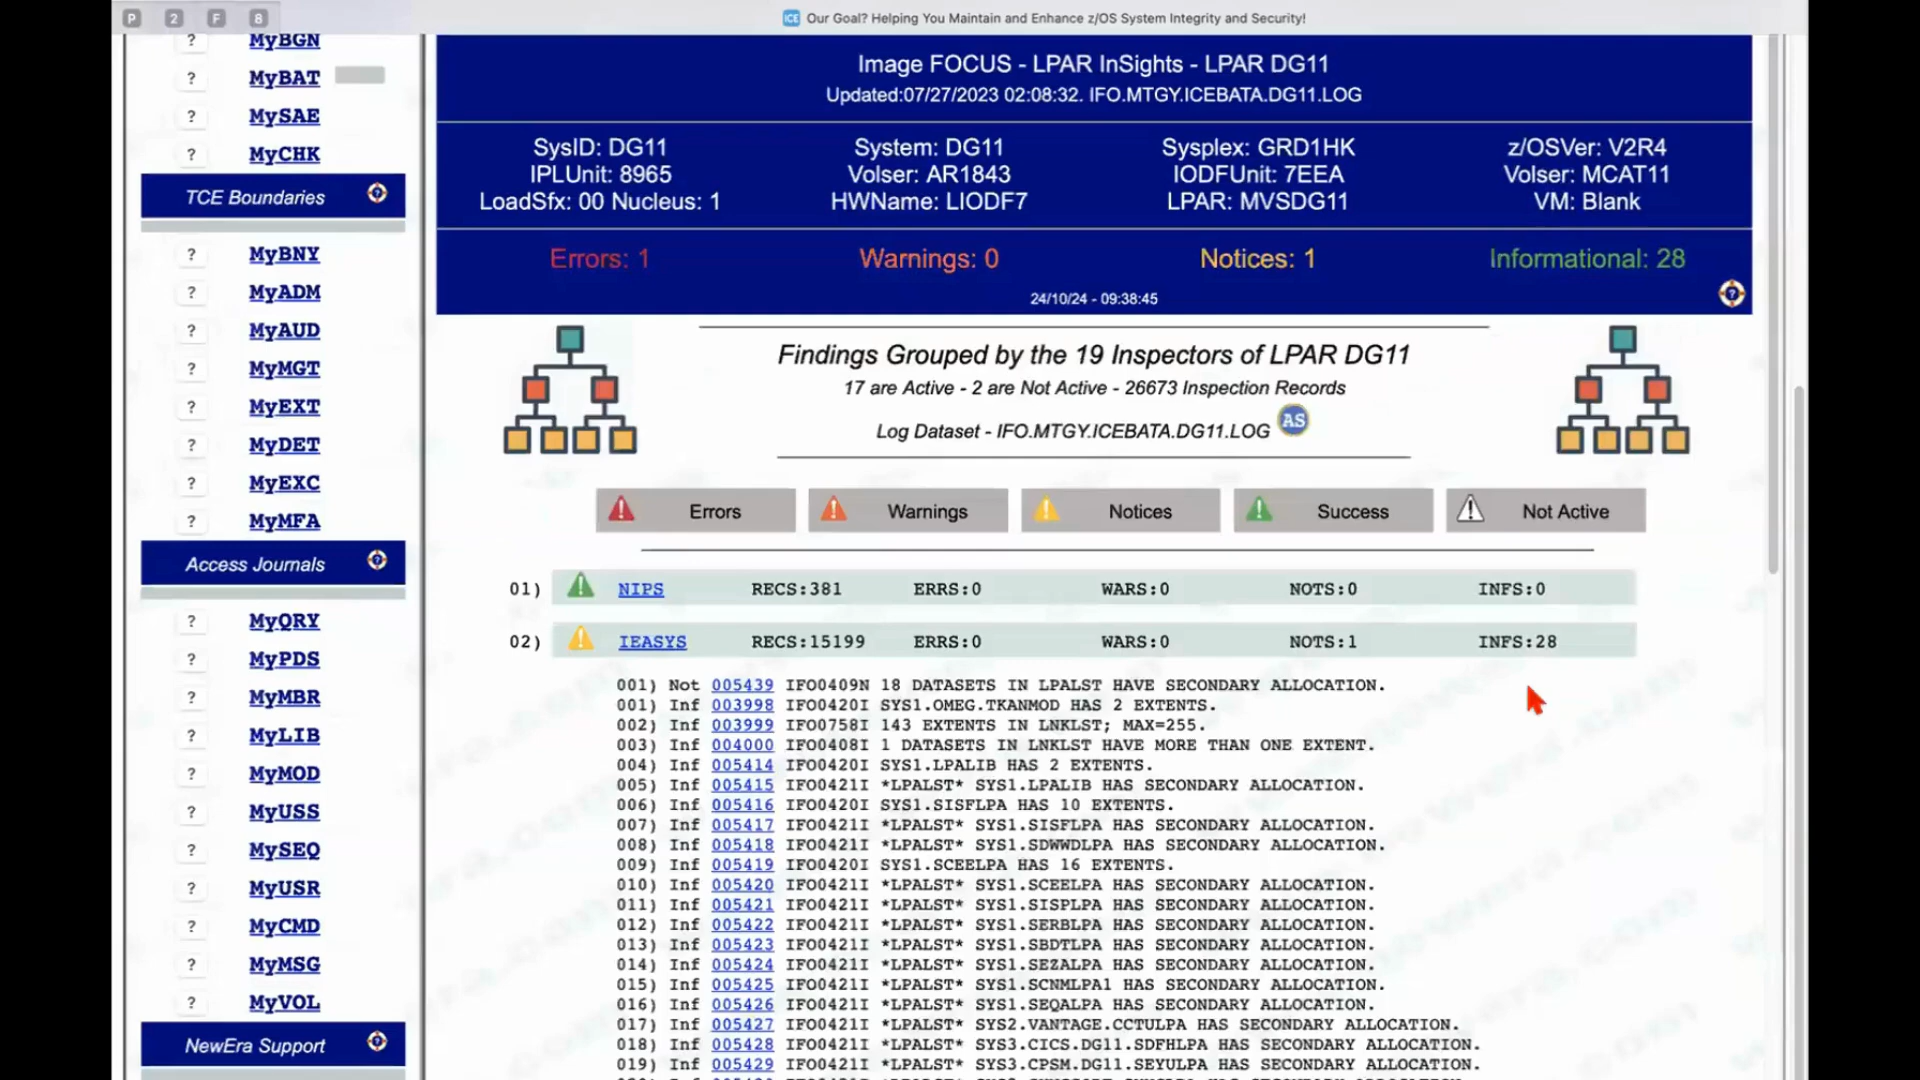 P 2 F 8
ICE Our Goal? Helping You Maintain and Enhance z/OS System Integrity and Security!
? MyBGN
? MyBAT
? MySAE
? MyCHK
TCE Boundaries
? MyBNY
? MyADM
? MyAUD
? MyMGT
? MyEXT
? MyDET
? MyEXC
? MyMFA
Access Journals
? MyQRY
? MyPDS
? MyMBR
? MyLIB
? MyMOD
? MyUSS
? MySEQ
? MyUSR
? MyCMD
? MyMSG
? MyVOL
NewEra Support
Image FOCUS - LPAR InSights - LPAR DG11
Updated:07/27/2023 02:08:32. IFO.MTGY.ICEBATA.DG11.LOG
SysID: DG11 System: DG11 Sysplex: GRD1HK z/OSVer: V2R4
IPLUnit: 8965 Volser: AR1843 IODFUnit: 7EEA Volser: MCAT11
LoadSfx: 00 Nucleus: 1 HWName: LIODF7 LPAR: MVSDG11 VM: Blank
Errors: 1 Warnings: 0 Notices: 1 Informational: 28
24/10/24 - 09:38:45
Findings Grouped by the 19 Inspectors of LPAR DG11
17 are Active - 2 are Not Active - 26673 Inspection Records
Log Dataset - IFO.MTGY.ICEBATA.DG11.LOG AS
Errors Warnings Notices Success Not Active
01) NIPS RECS:381 ERRS:0 WARS:0 NOTS:0 INFS:0
02) IEASYS RECS:15199 ERRS:0 WARS:0 NOTS:1 INFS:28
001) Not 005439 IFO0409N 18 DATASETS IN LPALST HAVE SECONDARY ALLOCATION.
001) Inf 003998 IFO0420I SYS1.OMEG.TKANMOD HAS 2 EXTENTS.
002) Inf 003999 IFO0758I 143 EXTENTS IN LNKLST; MAX=255.
003) Inf 004000 IFO0408I 1 DATASETS IN LNKLST HAVE MORE THAN ONE EXTENT.
004) Inf 005414 IFO0420I SYS1.LPALIB HAS 2 EXTENTS.
005) Inf 005415 IFO0421I *LPALST* SYS1.LPALIB HAS SECONDARY ALLOCATION.
006) Inf 005416 IFO0420I SYS1.SISFLPA HAS 10 EXTENTS.
007) Inf 005417 IFO0421I *LPALST* SYS1.SISFLPA HAS SECONDARY ALLOCATION.
008) Inf 005418 IFO0421I *LPALST* SYS1.SDWWDLPA HAS SECONDARY ALLOCATION.
009) Inf 005419 IFO0420I SYS1.SCEELPA HAS 16 EXTENTS.
010) Inf 005420 IFO0421I *LPALST* SYS1.SCEELPA HAS SECONDARY ALLOCATION.
011) Inf 005421 IFO0421I *LPALST* SYS1.SISPLPA HAS SECONDARY ALLOCATION.
012) Inf 005422 IFO0421I *LPALST* SYS1.SERBLPA HAS SECONDARY ALLOCATION.
013) Inf 005423 IFO0421I *LPALST* SYS1.SBDTLPA HAS SECONDARY ALLOCATION.
014) Inf 005424 IFO0421I *LPALST* SYS1.SEZALPA HAS SECONDARY ALLOCATION.
015) Inf 005425 IFO0421I *LPALST* SYS1.SCNMLPA1 HAS SECONDARY ALLOCATION.
016) Inf 005426 IFO0421I *LPALST* SYS1.SEQALPA HAS SECONDARY ALLOCATION.
017) Inf 005427 IFO0421I *LPALST* SYS2.VANTAGE.CCTULPA HAS SECONDARY ALLOCATION.
018) Inf 005428 IFO0421I *LPALST* SYS3.CICS.DG11.SDFHLPA HAS SECONDARY ALLOCATION.
019) Inf 005429 IFO0421I *LPALST* SYS3.CPSM.DG11.SEYULPA HAS SECONDARY ALLOCATION.